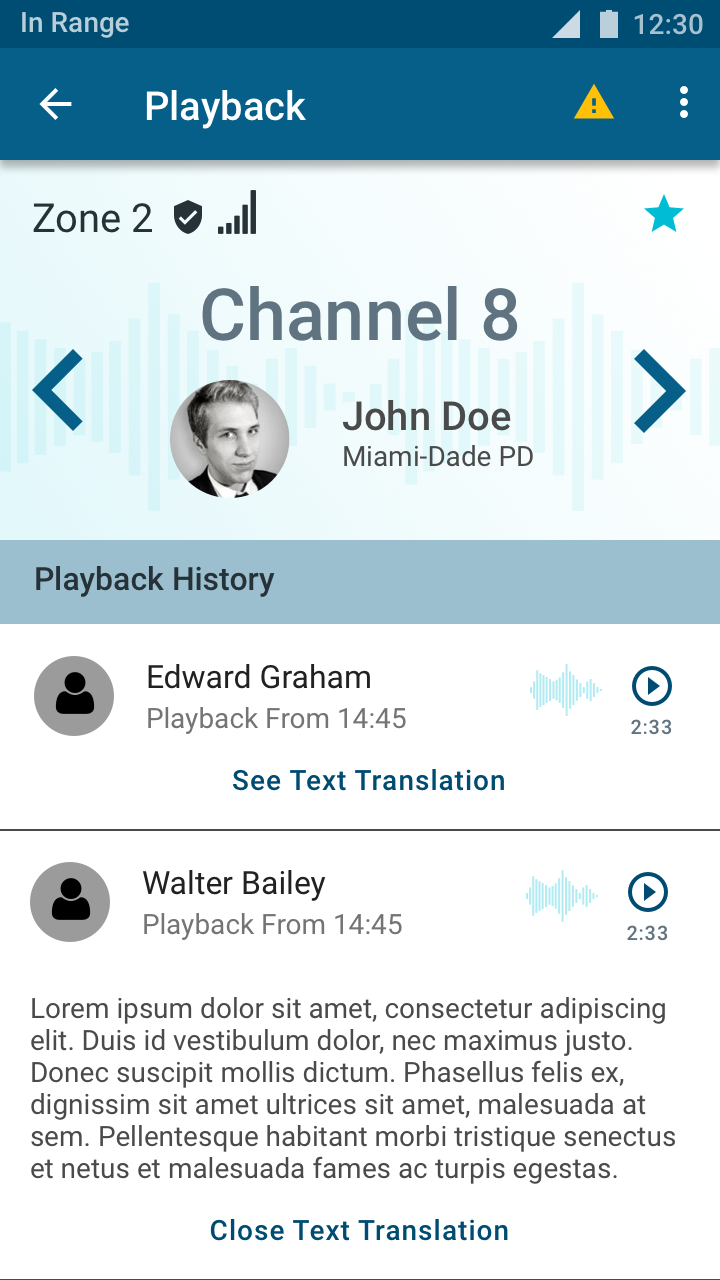 In Range 12:30
Playback
Zone 2
Channel 8
John Doe
Miami-Dade PD
Playback History
Edward Graham
Playback From 14:45
2:33
See Text Translation
Walter Bailey
Playback From 14:45
2:33
Lorem ipsum dolor sit amet, consectetur adipiscing
elit. Duis id vestibulum dolor, nec maximus justo.
Donec suscipit mollis dictum. Phasellus felis ex,
dignissim sit amet ultrices sit amet, malesuada at
sem. Pellentesque habitant morbi tristique senectus
et netus et malesuada fames ac turpis egestas.
Close Text Translation